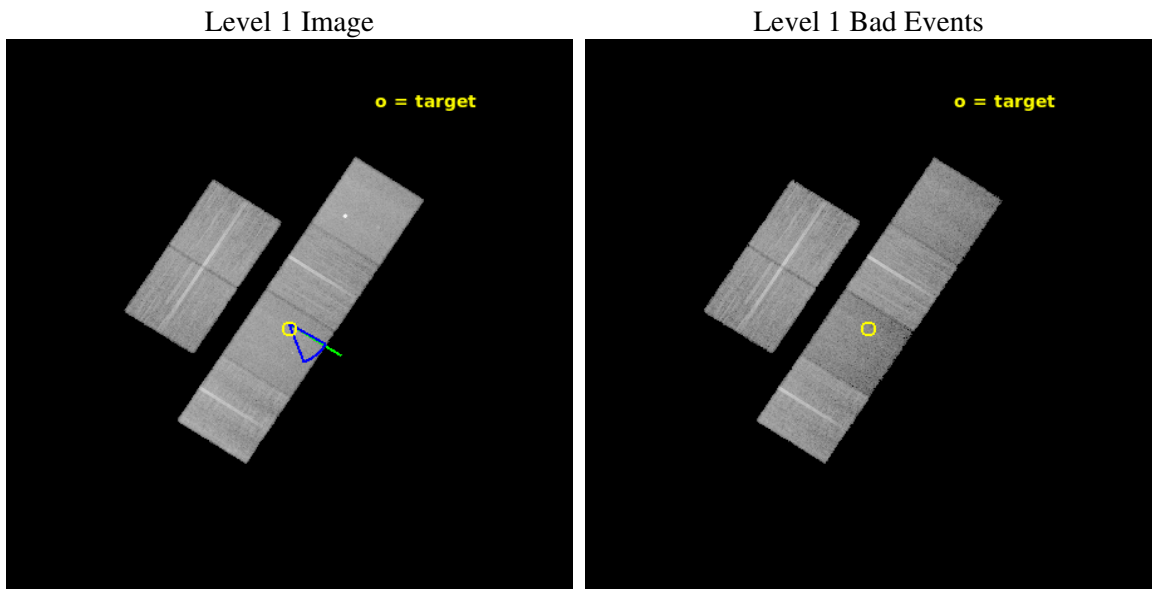 Level 1 Image
Level 1 Bad Events
o = target
o = target